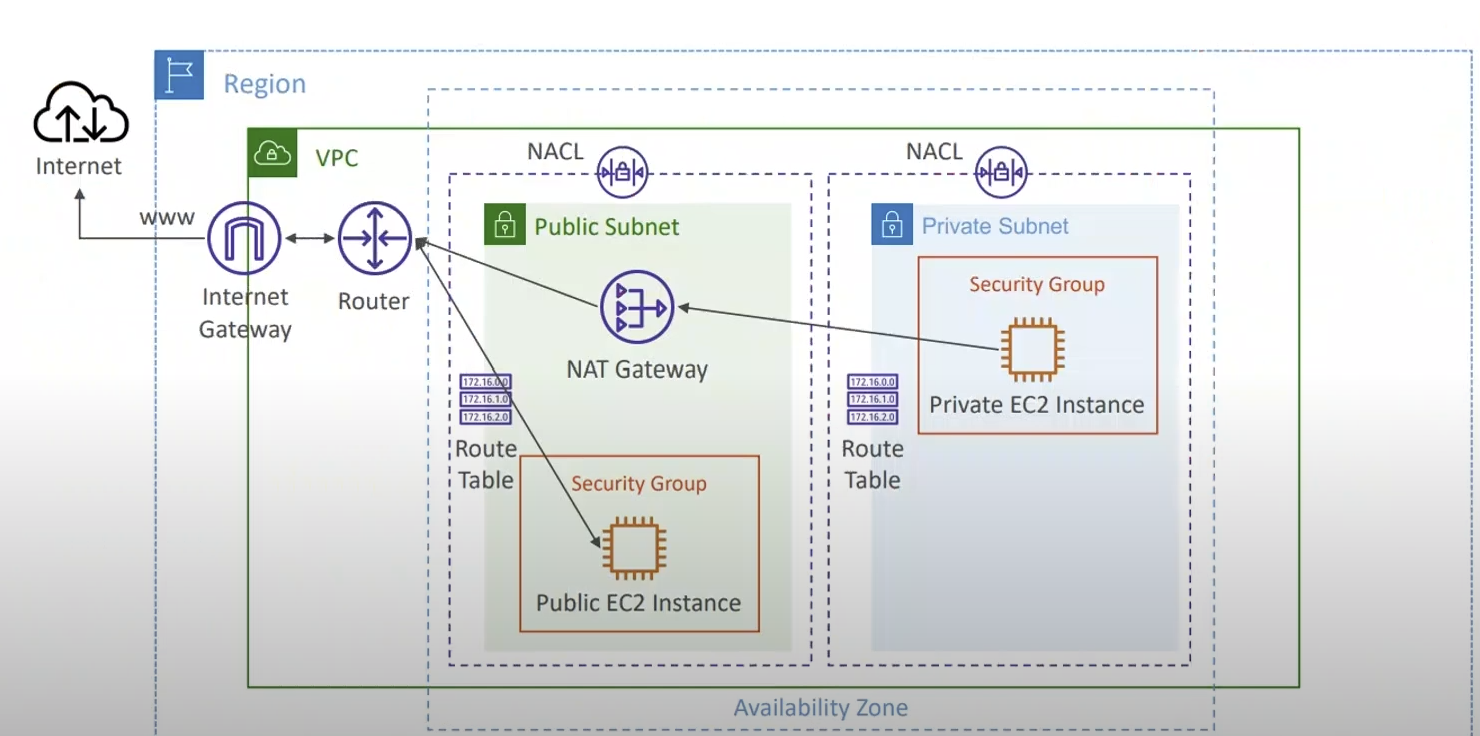 Region
Internet
VPC
www
Internet
Gateway
Router
NACL
Public Subnet
NAT Gateway
172.16.0.0
172.16.1.0
172.16.2.0
Route
Table
Security Group
Public EC2 Instance
NACL
Private Subnet
Security Group
Private EC2 Instance
172.16.0.0
172.16.1.0
172.16.2.0
Route
Table
Availability Zone